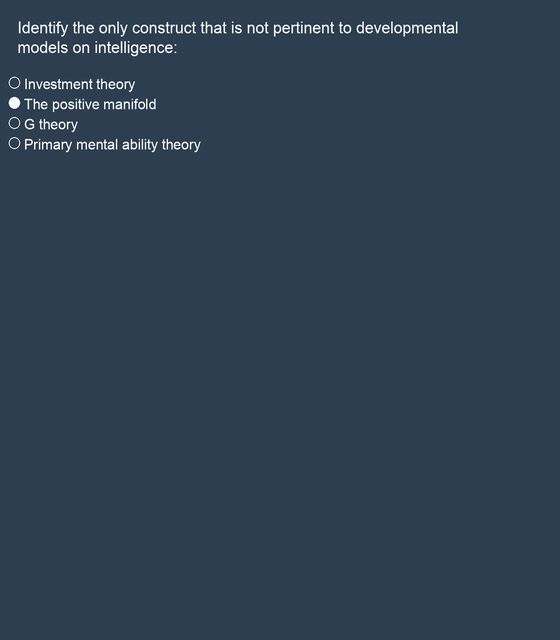 Identify the only construct that is not pertinent to developmental
models on intelligence:
Investment theory
The positive manifold
G theory
Primary mental ability theory